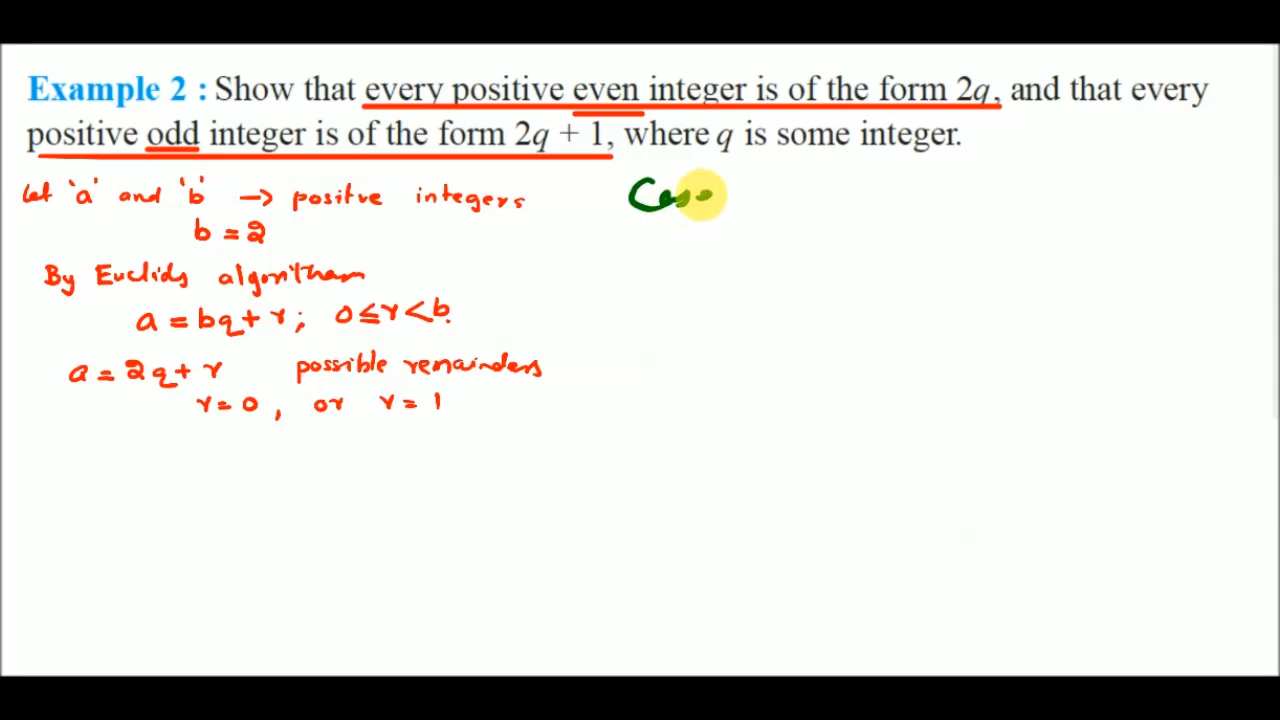 Example 2 : Show that every positive even integer is of the form 2q, and that every
positive odd integer is of the form 2q + 1, where q is some integer.
Let 'a' and 'b' → positive integers
b = 2
By Euclids algoritham
a = bq + r ; 0 ≤ r < b.
a = 2q + r possible remainders
r = 0 , or r = 1
Case